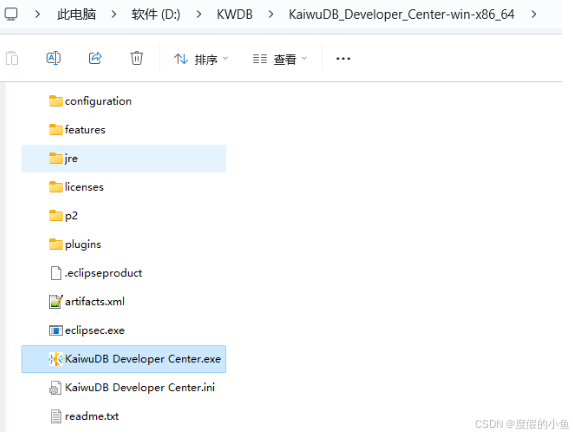 此电脑 > 软件 (D:) > KWDB > KaiwuDB_Developer_Center-win-x86_64 >
排序 查看 ...
configuration
features
jre
licenses
p2
plugins
.eclipseproduct
artifacts.xml
eclipsec.exe
KaiwuDB Developer Center.exe
KaiwuDB Developer Center.ini
readme.txt
CSDN @度假的小鱼